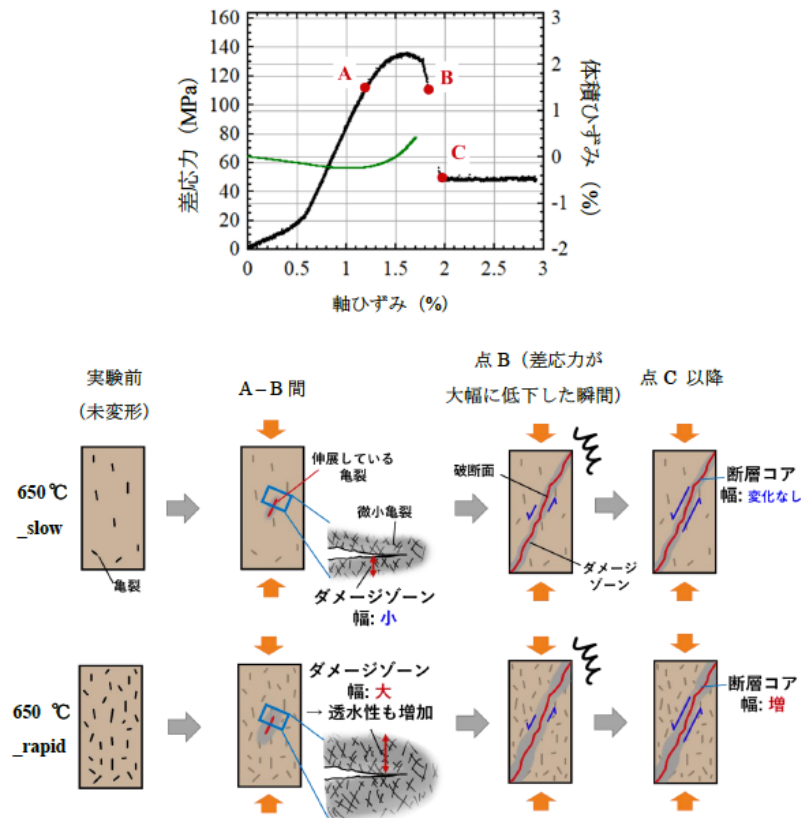 160
140
120
100
80
60
40
20
0
差応力 (MPa)
3
2
1
0
-1
-2
体積ひずみ (%)
A
B
C
0
0.5
1
1.5
2
2.5
3
軸ひずみ (%)
実験前
(未変形)
A – B 間
点 B (差応力が
大幅に低下した瞬間)
点 C 以降
650 ℃
_slow
亀裂
伸展している
亀裂
微小亀裂
ダメージゾーン
幅: 小
破断面
ダメージ
ゾーン
断層コア
幅: 変化なし
650 ℃
_rapid
ダメージゾーン
幅: 大
→ 透水性も増加
断層コア
幅: 増